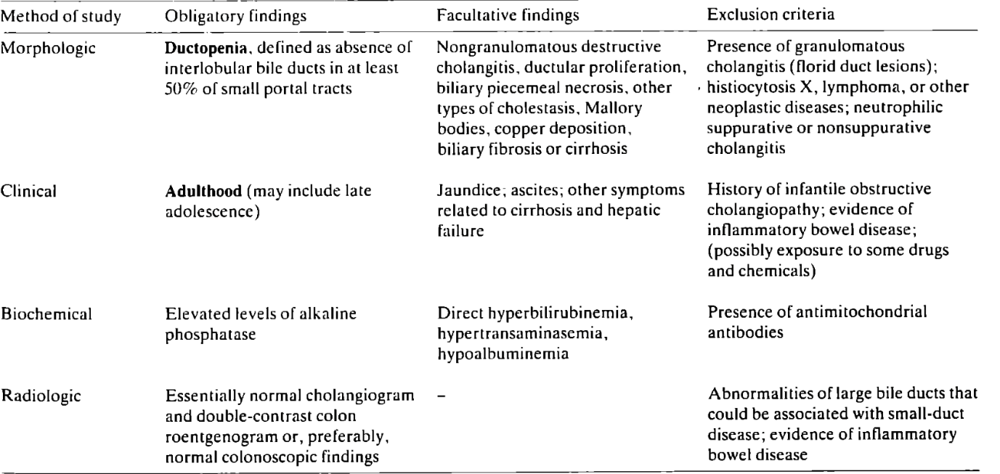 Method of study Obligatory findings Facultative findings Exclusion criteria
Morphologic
Ductopenia, defined as absence of
interlobular bile ducts in at least
50% of small portal tracts
Nongranulomatous destructive
cholangitis, ductular proliferation,
biliary piecemeal necrosis, other
types of cholestasis, Mallory
bodies, copper deposition,
biliary fibrosis or cirrhosis
Presence of granulomatous
cholangitis (florid duct lesions);
histiocytosis X, lymphoma, or other
neoplastic diseases; neutrophilic
suppurative or nonsuppurative
cholangitis
Clinical
Adulthood (may include late
adolescence)
Jaundice; ascites; other symptoms
related to cirrhosis and hepatic
failure
History of infantile obstructive
cholangiopathy; evidence of
inflammatory bowel disease;
(possibly exposure to some drugs
and chemicals)
Biochemical
Elevated levels of alkaline
phosphatase
Direct hyperbilirubinemia,
hypertransaminasemia,
hypoalbuminemia
Presence of antimitochondrial
antibodies
Radiologic
Essentially normal cholangiogram
and double-contrast colon
roentgenogram or, preferably,
normal colonoscopic findings
–
Abnormalities of large bile ducts that
could be associated with small-duct
disease; evidence of inflammatory
bowel disease